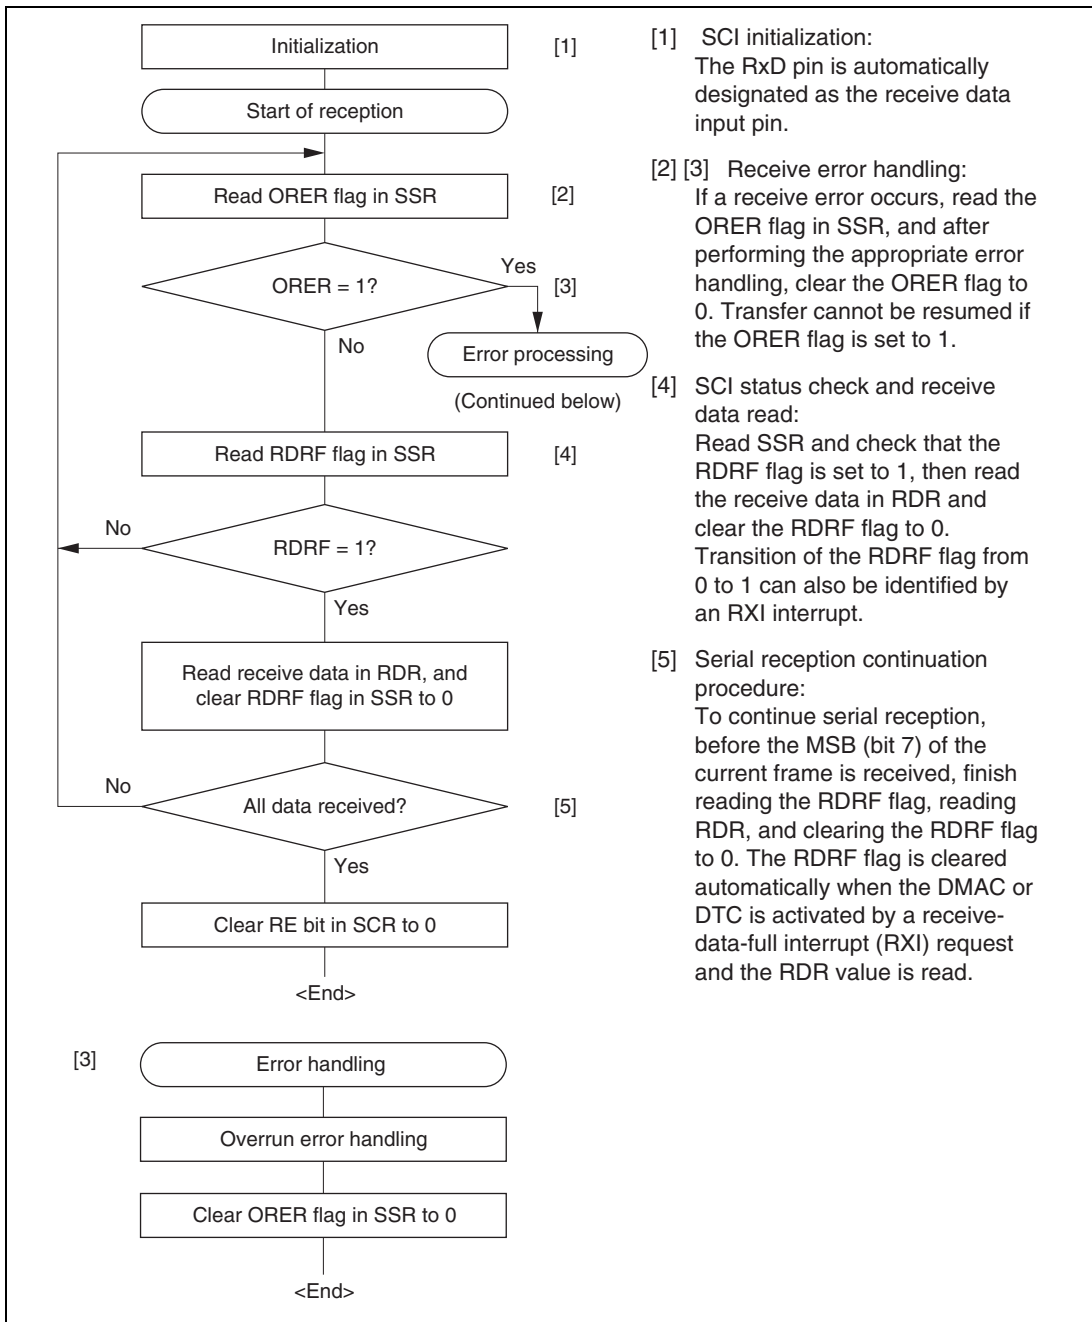 Initialization
[1]
Start of reception
Read ORER flag in SSR
[2]
ORER = 1?
Yes
[3]
No
Error processing
(Continued below)
Read RDRF flag in SSR
[4]
No
RDRF = 1?
Yes
Read receive data in RDR, and
clear RDRF flag in SSR to 0
No
All data received?
[5]
Yes
Clear RE bit in SCR to 0
<End>
[3]
Error handling
Overrun error handling
Clear ORER flag in SSR to 0
<End>
[1] SCI initialization:
The RxD pin is automatically
designated as the receive data
input pin.
[2] [3] Receive error handling:
If a receive error occurs, read the
ORER flag in SSR, and after
performing the appropriate error
handling, clear the ORER flag to
0. Transfer cannot be resumed if
the ORER flag is set to 1.
[4] SCI status check and receive
data read:
Read SSR and check that the
RDRF flag is set to 1, then read
the receive data in RDR and
clear the RDRF flag to 0.
Transition of the RDRF flag from
0 to 1 can also be identified by
an RXI interrupt.
[5] Serial reception continuation
procedure:
To continue serial reception,
before the MSB (bit 7) of the
current frame is received, finish
reading the RDRF flag, reading
RDR, and clearing the RDRF flag
to 0. The RDRF flag is cleared
automatically when the DMAC or
DTC is activated by a receive-
data-full interrupt (RXI) request
and the RDR value is read.